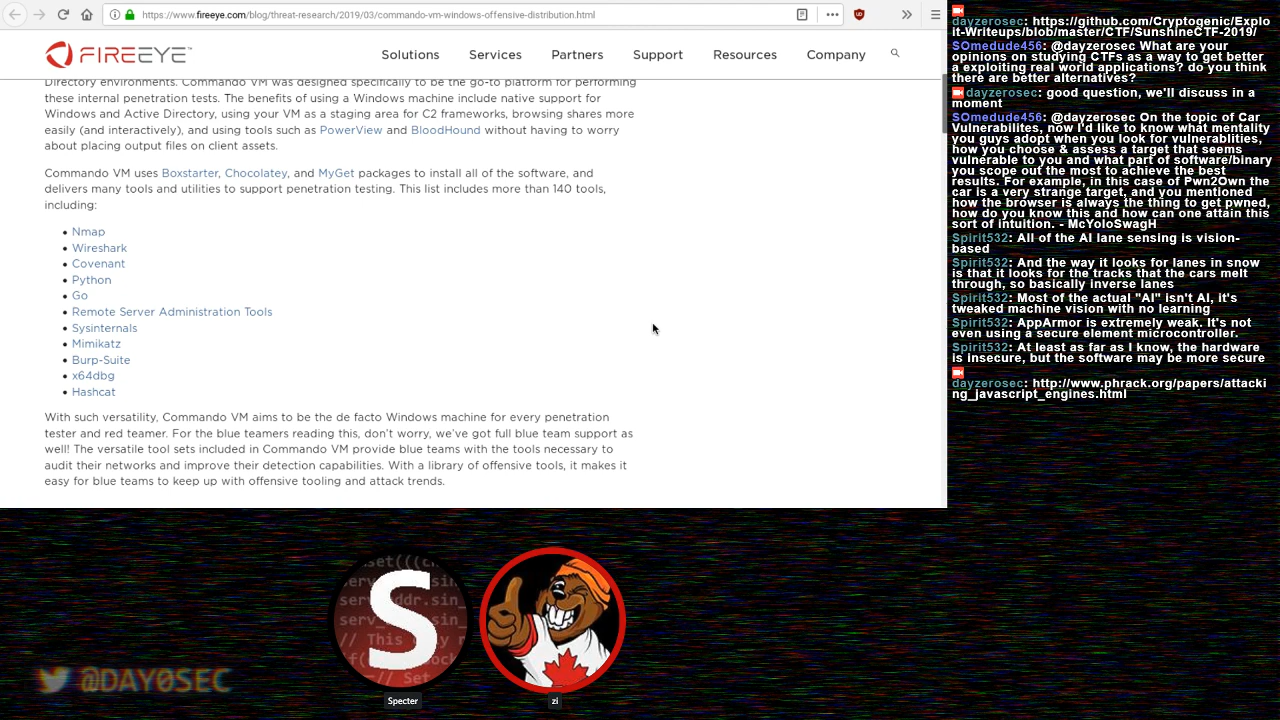 https://www.fireeye.com/blog/threat-research/2019/03/commando-vm-windows-offensive-distribution.html
FIREEYE™
Solutions Services Partners Support Resources Company
Directory environments. Commando VM was designed specifically to be the go-to platform for performing
these internal penetration tests. The benefits of using a Windows machine include native support for
Windows and Active Directory, using your VM as a staging area for C2 frameworks, browsing shares more
easily (and interactively), and using tools such as PowerView and BloodHound without having to worry
about placing output files on client assets.
Commando VM uses Boxstarter, Chocolatey, and MyGet packages to install all of the software, and
delivers many tools and utilities to support penetration testing. This list includes more than 140 tools,
including:
• Nmap
• Wireshark
• Covenant
• Python
• Go
• Remote Server Administration Tools
• Sysinternals
• Mimikatz
• Burp-Suite
• x64dbg
• Hashcat
With such versatility, Commando VM aims to be the de facto Windows machine for every penetration
tester and red teamer. For the blue teamers reading this, don’t worry, we’ve got full blue team support as
well! The versatile tool sets included in Commando VM provide blue teams with the tools necessary to
audit their networks and improve their detection capabilities. With a library of offensive tools, it makes it
easy for blue teams to keep up with offensive tooling and attack trends.
dayzerosec: https://github.com/Cryptogenic/Explo
it-Writeups/blob/master/CTF/SunshineCTF-2019/
SOmedude456: @dayzerosec What are your
opinions on studying CTFs as a way to get better
a exploiting real world applications? do you think
there are better alternatives?
dayzerosec: good question, we'll discuss in a
moment
SOmedude456: @dayzerosec On the topic of Car
Vulnerabilites, now I'd like to know what mentality
you guys adopt when you look for vulnerablities,
how you choose & assess a target that seems
vulnerable to you and what part of software/binary
you scope out the most to achieve the best
results. For example, in this case of Pwn2Own the
car is a very strange target, and you mentioned
how the browser is always the thing to get pwned,
how do you know this and how can one attain this
sort of intuition. - McYoloSwagH
Spirit532: All of the AI lane sensing is vision-
based
Spirit532: And the way it looks for lanes in snow
is that it looks for the tracks that the cars melt
through, so basically inverse lanes
Spirit532: Most of the actual "AI" isn't AI, it's
tweaked machine vision with no learning
Spirit532: AppArmor is extremely weak. It's not
even using a secure element microcontroller.
Spirit532: At least as far as I know, the hardware
is insecure, but the software may be more secure
dayzerosec: http://www.phrack.org/papers/attacki
ng_javascript_engines.html
S
@DAY0SEC
Specter
zi